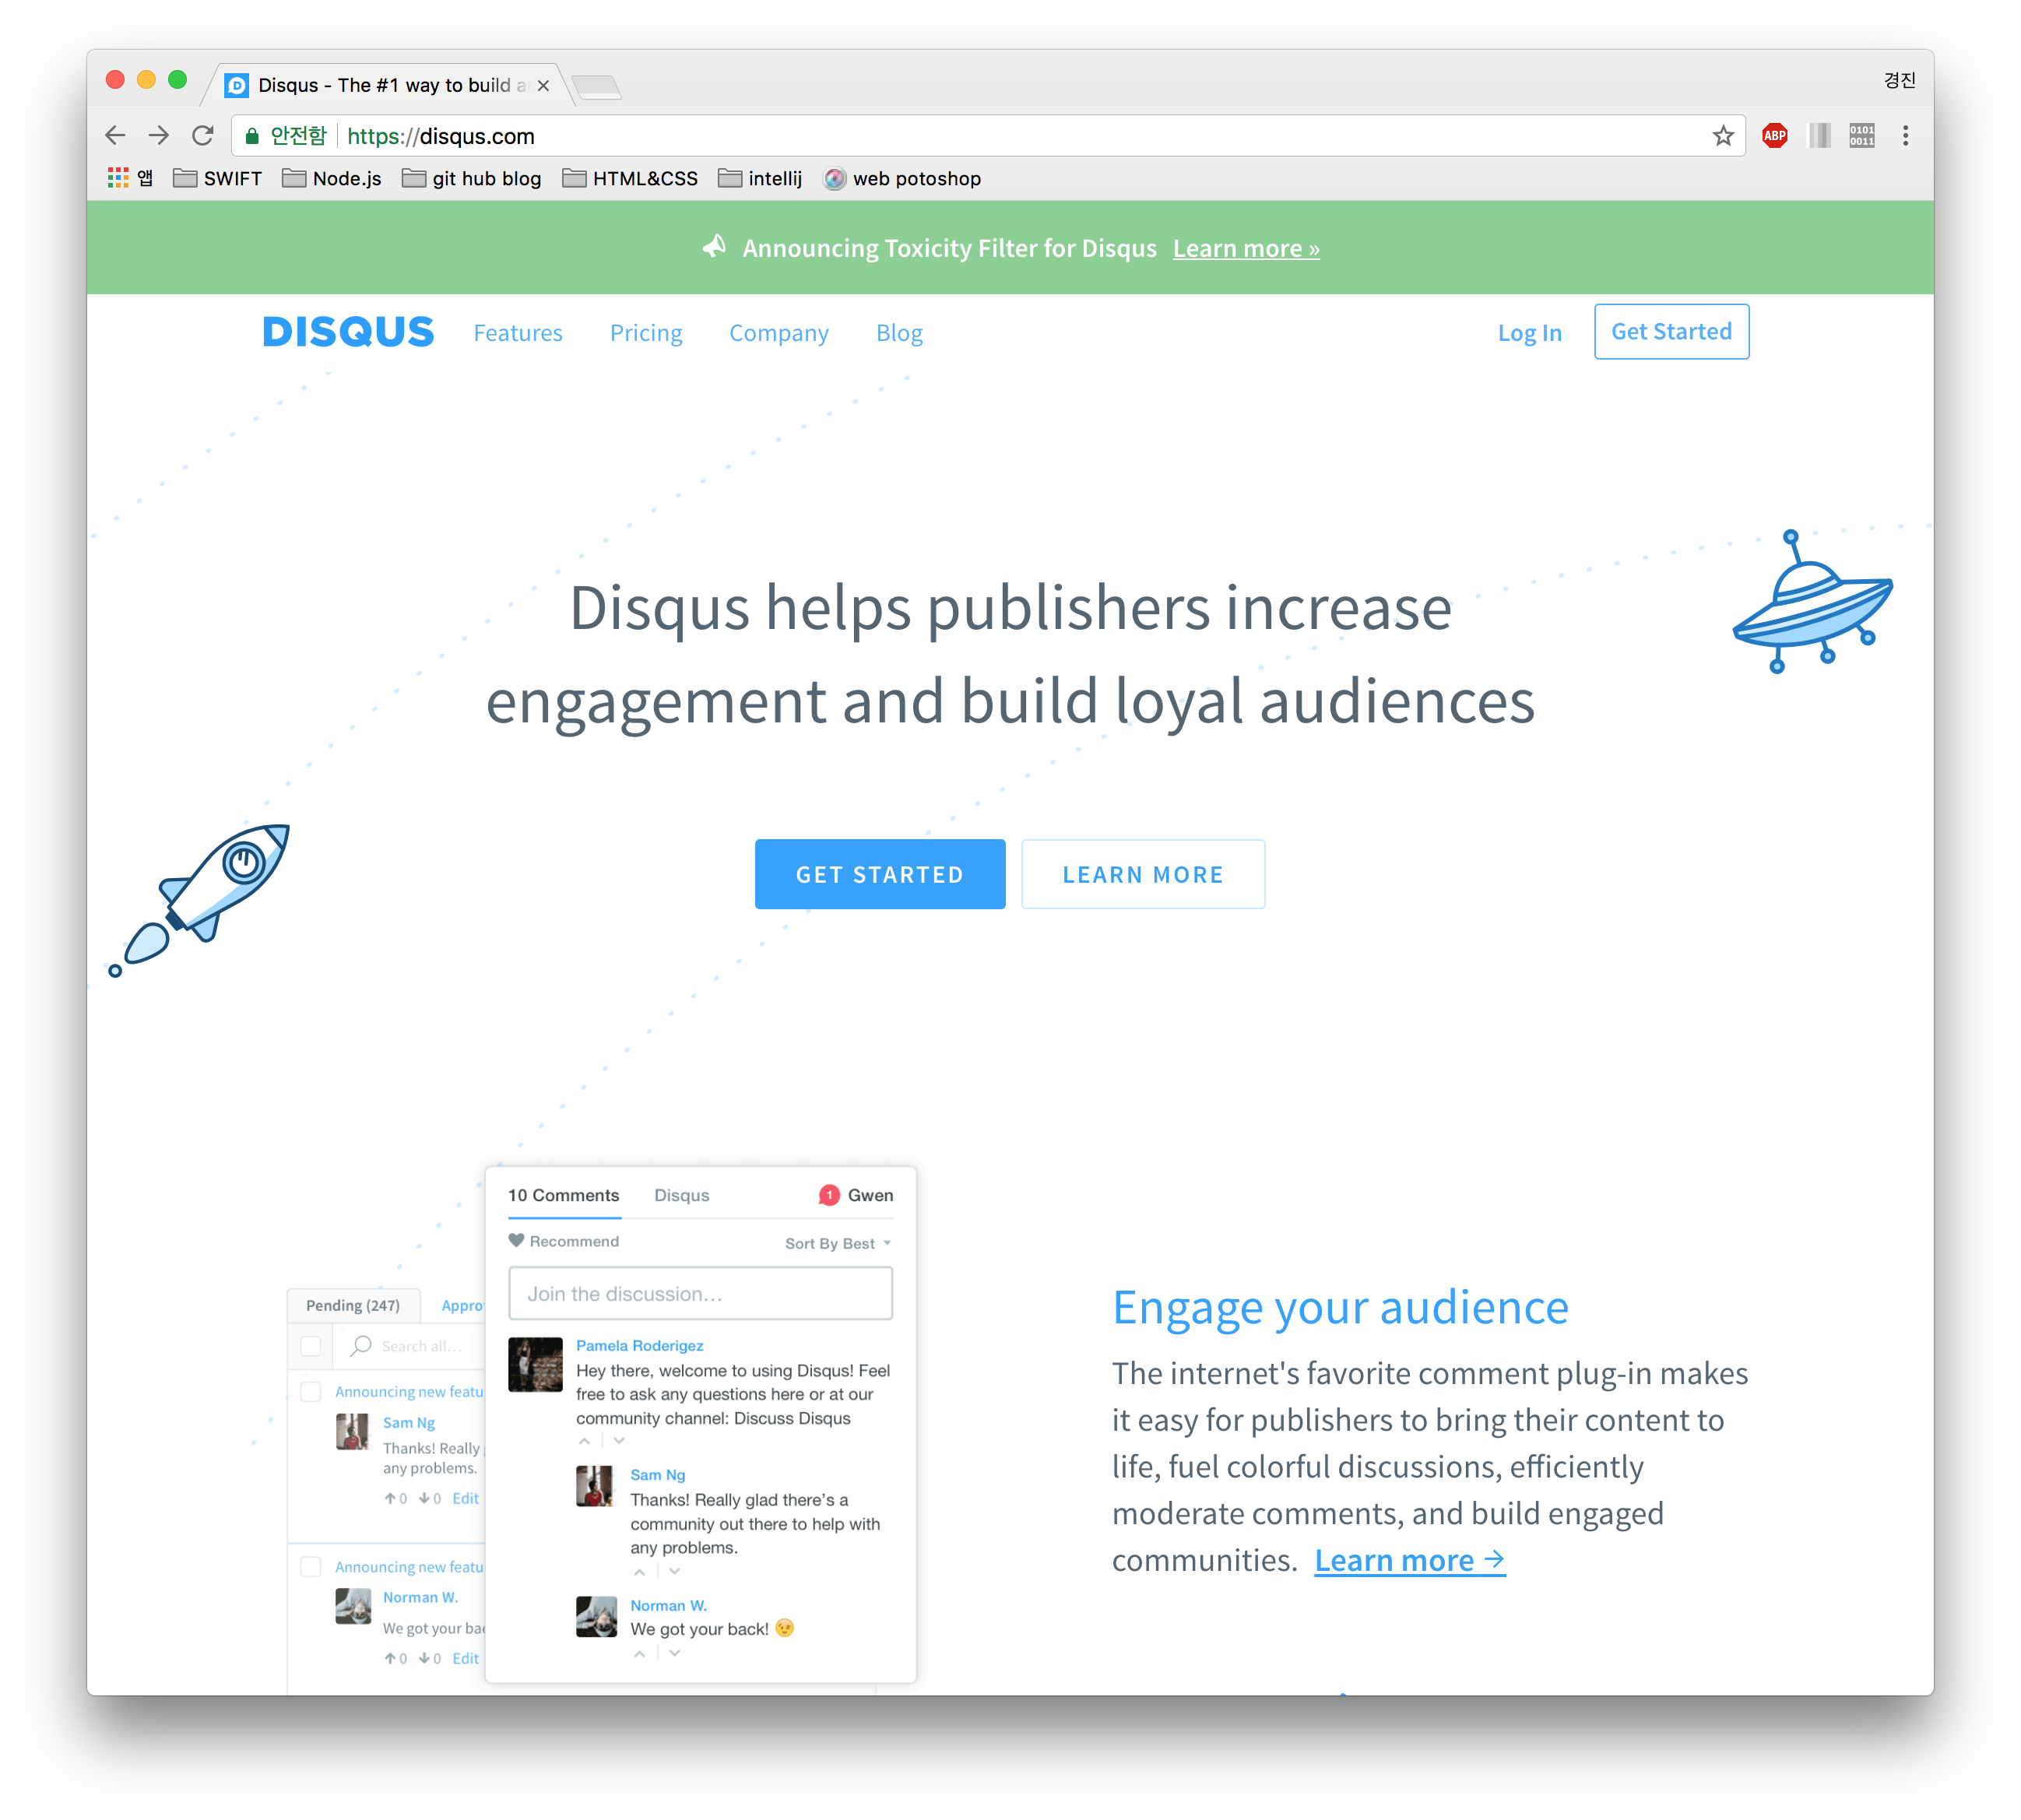 Disqs - The #1 way to build a
경진
안전함 https://disqus.com
ABP
0101
0011
앱 SWIFT Node.js git hub blog HTML&CSS intellij web potoshop
Announcing Toxicity Filter for Disqus Learn more »
DISQUS Features Pricing Company Blog Log In Get Started
Disqus helps publishers increase
engagement and build loyal audiences
GET STARTED LEARN MORE
10 Comments Disqus 1 Gwen
Recommend Sort By Best
Join the discussion...
Pamela Roderigez
Hey there, welcome to using Disqus! Feel
free to ask any questions here or at our
community channel: Discuss Disqus
Sam Ng
Thanks! Really glad there's a
community out there to help with
any problems.
Norman W.
We got your back! 😉
Pending (247) Appro
Search all...
Announcing new featu
Sam Ng
Thanks! Really
any problems.
0 0 Edit
Announcing new featu
Norman W.
We got your bac
0 0 Edit
Engage your audience
The internet's favorite comment plug-in makes
it easy for publishers to bring their content to
life, fuel colorful discussions, efficiently
moderate comments, and build engaged
communities. Learn more →